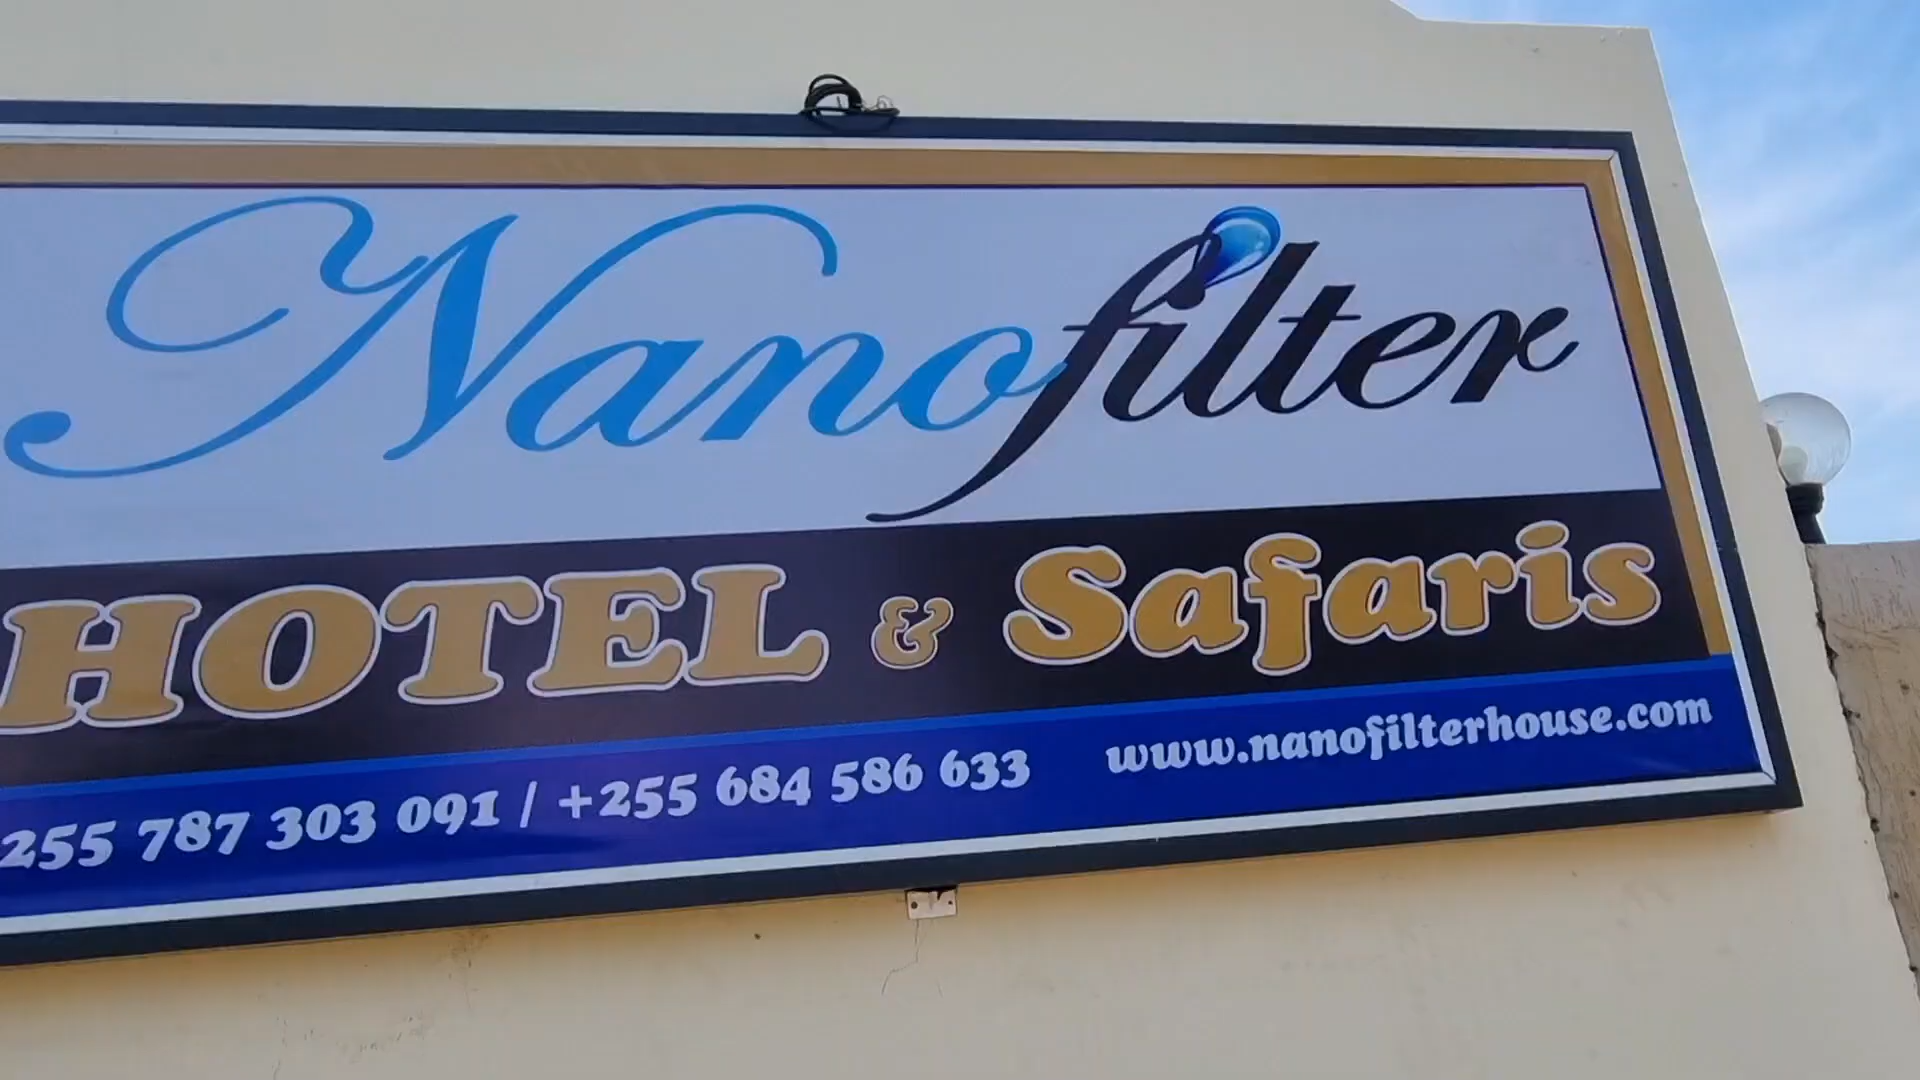 Nanofilter
HOTEL & Safaris
255 787 303 091 / +255 684 586 633 www.nanofilterhouse.com